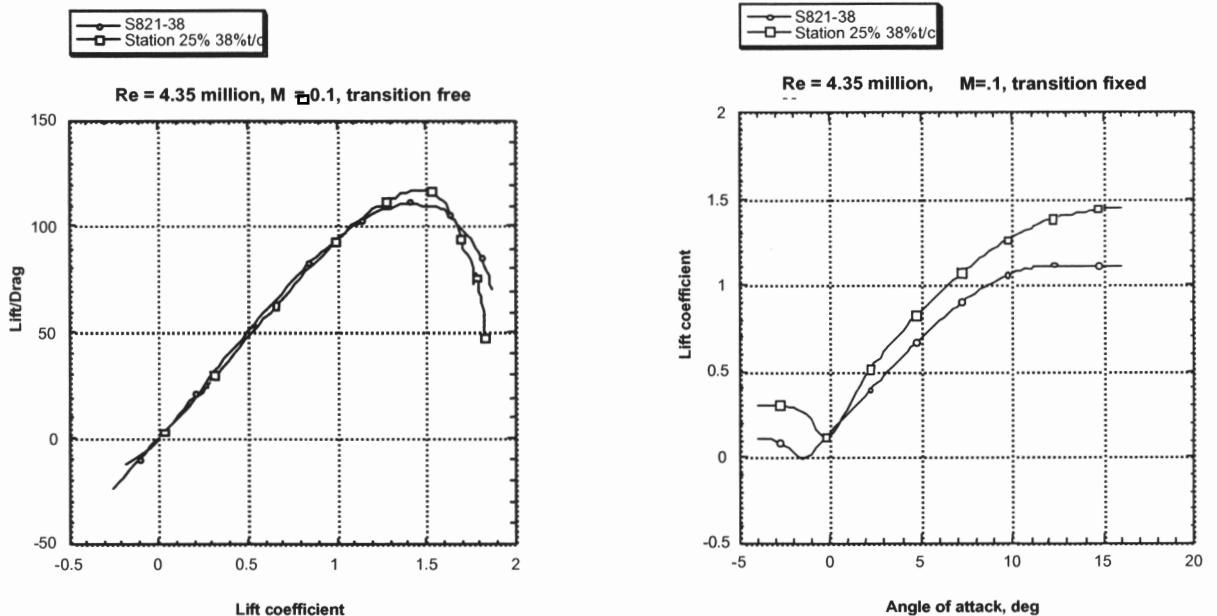 S821-38
Station 25% 38%t/c
Re = 4.35 million, M = 0.1, transition free
150
100
50
0
-50
-0.5
0
0.5
1
1.5
2
Lift/Drag
Lift coefficient
S821-38
Station 25% 38%t/c
Re = 4.35 million, M=.1, transition fixed
2
1.5
1
0.5
0
-0.5
-5
0
5
10
15
20
Lift coefficient
Angle of attack, deg